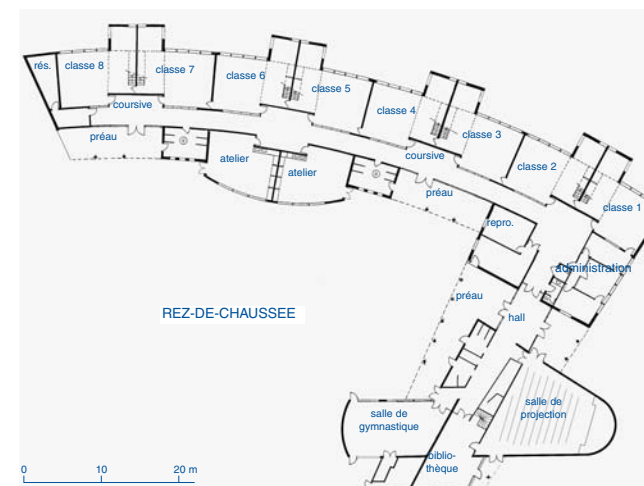 rés.
classe 8
classe 7
classe 6
classe 5
classe 4
classe 3
classe 2
classe 1
coursive
coursive
préau
atelier
atelier
préau
repro.
administration
préau
hall
REZ-DE-CHAUSSEE
salle de
gymnastique
salle de
projection
biblio-
thèque
0
10
20 m